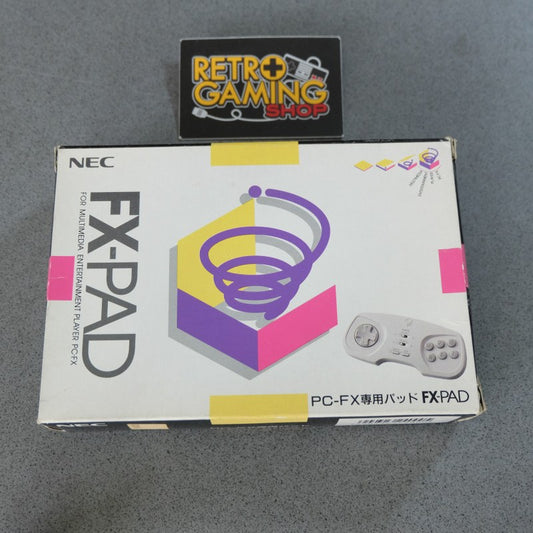 RETRO
GAMING
SHOP
NEC
FX-PAD
FOR MULTIMEDIA ENTERTAINMENT PLAYER PC-FX
PC-FX専用パッド FX-PAD
NEC